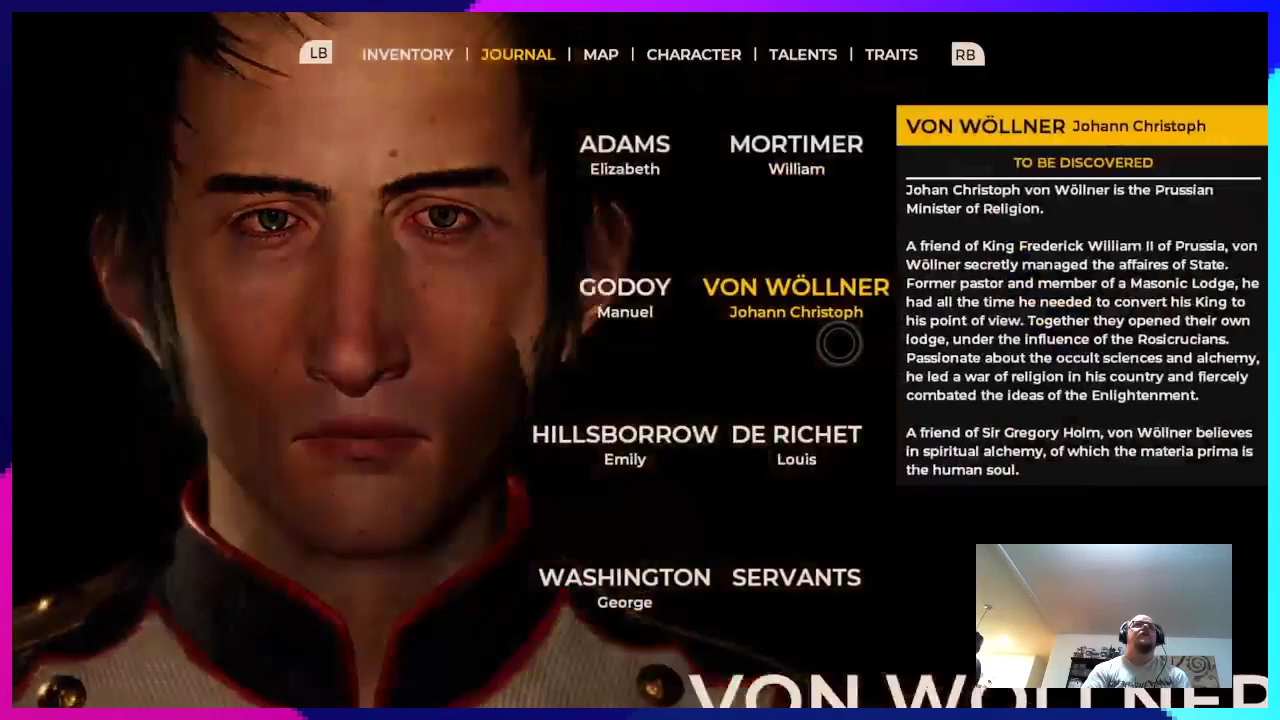 LB INVENTORY | JOURNAL | MAP | CHARACTER | TALENTS | TRAITS RB
ADAMS
Elizabeth
MORTIMER
William
GODOY
Manuel
VON WÖLLNER
Johann Christoph
HILLSBORROW
Emily
DE RICHET
Louis
WASHINGTON
George
SERVANTS
VON WÖLLNER Johann Christoph
TO BE DISCOVERED
Johan Christoph von Wöllner is the Prussian
Minister of Religion.
A friend of King Frederick William II of Prussia, von
Wöllner secretly managed the affaires of State.
Former pastor and member of a Masonic Lodge, he
had all the time he needed to convert his King to
his point of view. Together they opened their own
lodge, under the influence of the Rosicrucians.
Passionate about the occult sciences and alchemy,
he led a war of religion in his country and fiercely
combated the ideas of the Enlightenment.
A friend of Sir Gregory Holm, von Wöllner believes
in spiritual alchemy, of which the materia prima is
the human soul.
VON WÖLLNER